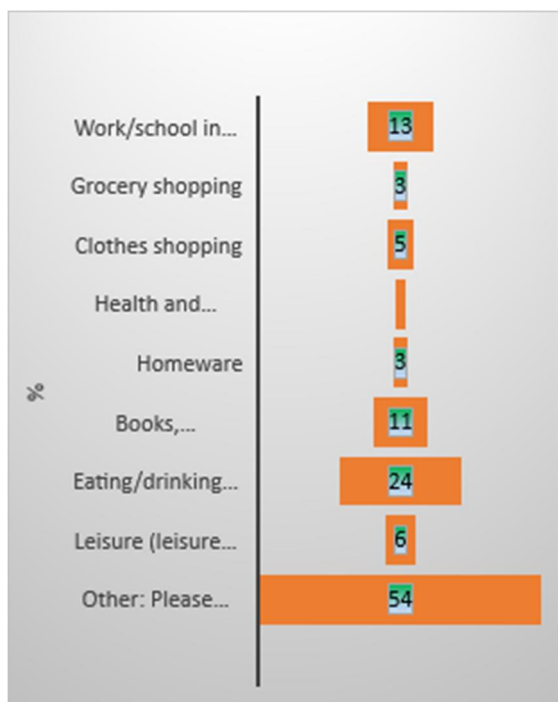 Work/school in...
13
Grocery shopping
3
Clothes shopping
5
Health and...
Homeware
3
%
Books,...
11
Eating/drinking...
24
Leisure (leisure...
6
Other: Please...
54